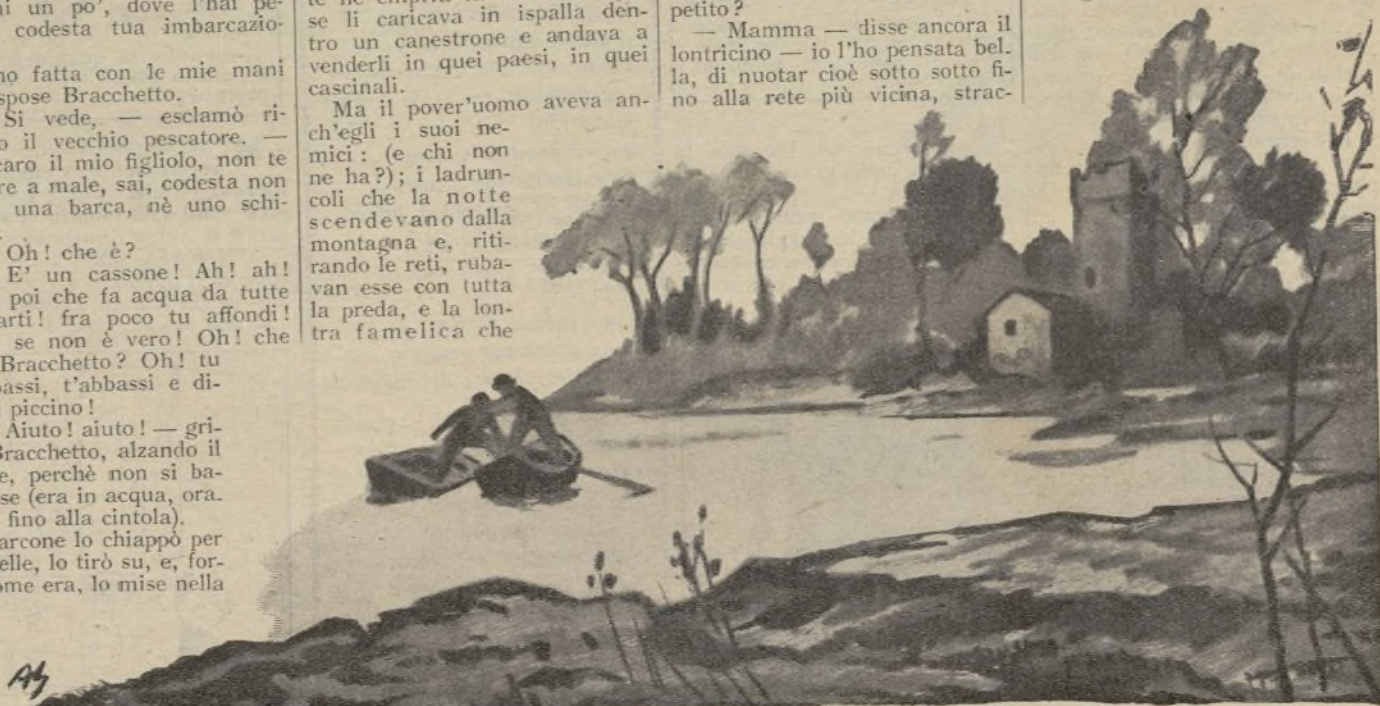 un po', dove l'hai pe-
codesta tua imbarcazio-
fatta con le mie mani
spose Bracchetto.
Si vede, — esclamò ri-
il vecchio pescatore. —
caro il mio figliolo, non te
re a male, sai, codesta non
una barca, nè uno schi-
Oh! che è?
E' un cassone! Ah! ah!
poi che fa acqua da tutte
arti! fra poco tu affondi!
se non è vero! Oh! che
Bracchetto? Oh! tu
bassi, t'abbassi e di-
piccino!
Aiuto! aiuto! — gri-
Bracchetto, alzando il
e, perchè non si ba-
se (era in acqua, ora.
fino alla cintola).
arcone lo chiappò per
elle, lo tirò su, e, for-
ome era, lo mise nella
se li caricava in ispalla den-
tro un canestrone e andava a
venderli in quei paesi, in quei
cascinali.
Ma il pover'uomo aveva an-
ch'egli i suoi ne-
mici: (e chi non
ne ha?); i ladrun-
coli che la notte
scendevano dalla
montagna e, riti-
rando le reti, ruba-
van esse con tutta
la preda, e la lon-
tra famelica che
petito?
— Mamma — disse ancora il
lontricino — io l'ho pensata bel-
la, di nuotar cioè sotto sotto fi-
no alla rete più vicina, strac-